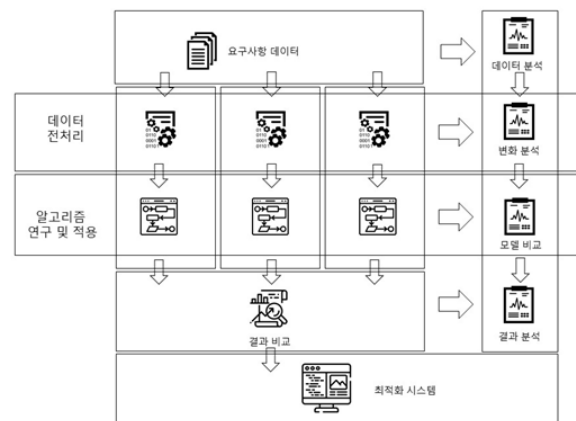 요구사항 데이터
데이터 분석
데이터
전처리
변화 분석
알고리즘
연구 및 적용
모델 비교
결과 비교
결과 분석
최적화 시스템